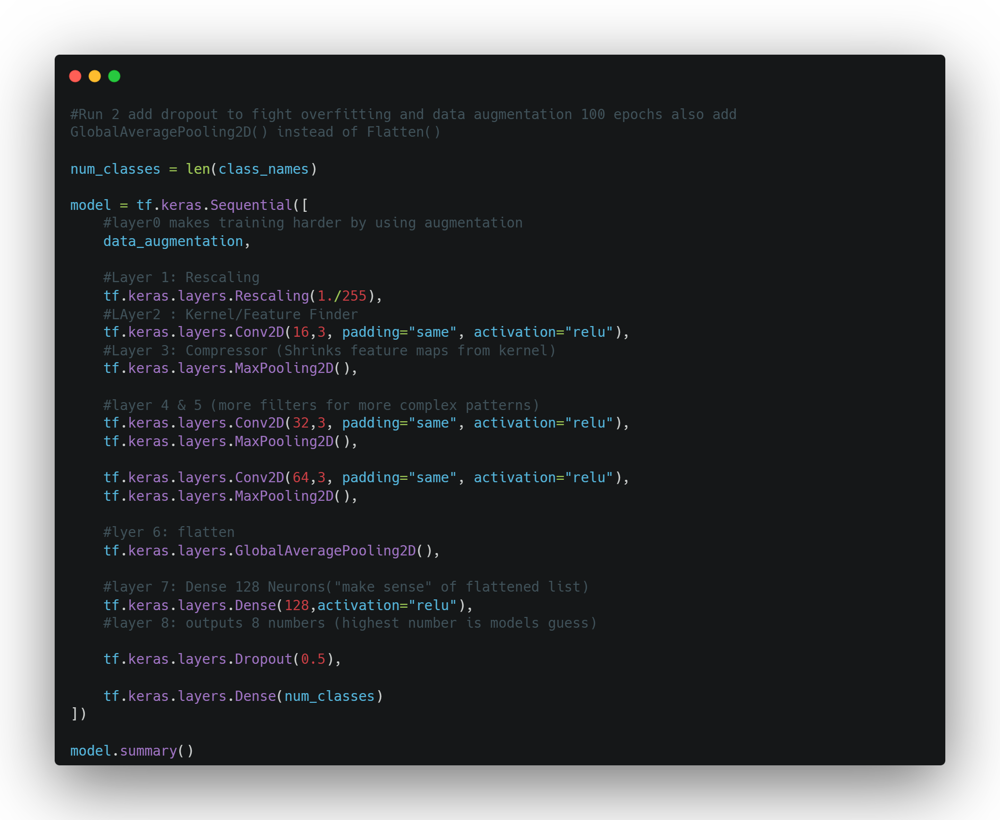 #Run 2 add dropout to fight overfitting and data augmentation 100 epochs also add
GlobalAveragePooling2D() instead of Flatten()

num_classes = len(class_names)

model = tf.keras.Sequential([
    #layer0 makes training harder by using augmentation
    data_augmentation,

    #Layer 1: Rescaling
    tf.keras.layers.Rescaling(1./255),
    #LAyer2 : Kernel/Feature Finder
    tf.keras.layers.Conv2D(16,3, padding="same", activation="relu"),
    #Layer 3: Compressor (Shrinks feature maps from kernel)
    tf.keras.layers.MaxPooling2D(),

    #layer 4 & 5 (more filters for more complex patterns)
    tf.keras.layers.Conv2D(32,3, padding="same", activation="relu"),
    tf.keras.layers.MaxPooling2D(),

    tf.keras.layers.Conv2D(64,3, padding="same", activation="relu"),
    tf.keras.layers.MaxPooling2D(),

    #lyer 6: flatten
    tf.keras.layers.GlobalAveragePooling2D(),

    #layer 7: Dense 128 Neurons("make sense" of flattened list)
    tf.keras.layers.Dense(128,activation="relu"),
    #layer 8: outputs 8 numbers (highest number is models guess)

    tf.keras.layers.Dropout(0.5),

    tf.keras.layers.Dense(num_classes)
])

model.summary()